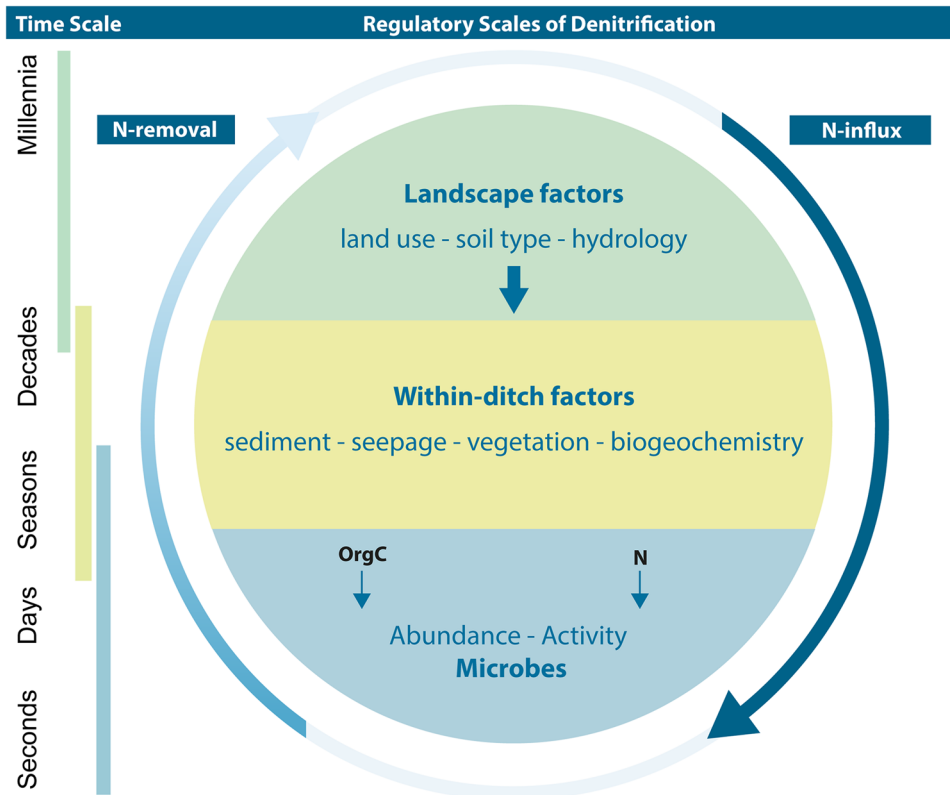 Time Scale
Regulatory Scales of Denitrification
Millennia
Decades
Seasons
Days
Seconds
N-removal
N-influx
Landscape factors
land use - soil type - hydrology
Within-ditch factors
sediment - seepage - vegetation - biogeochemistry
OrgC
N
Abundance - Activity
Microbes